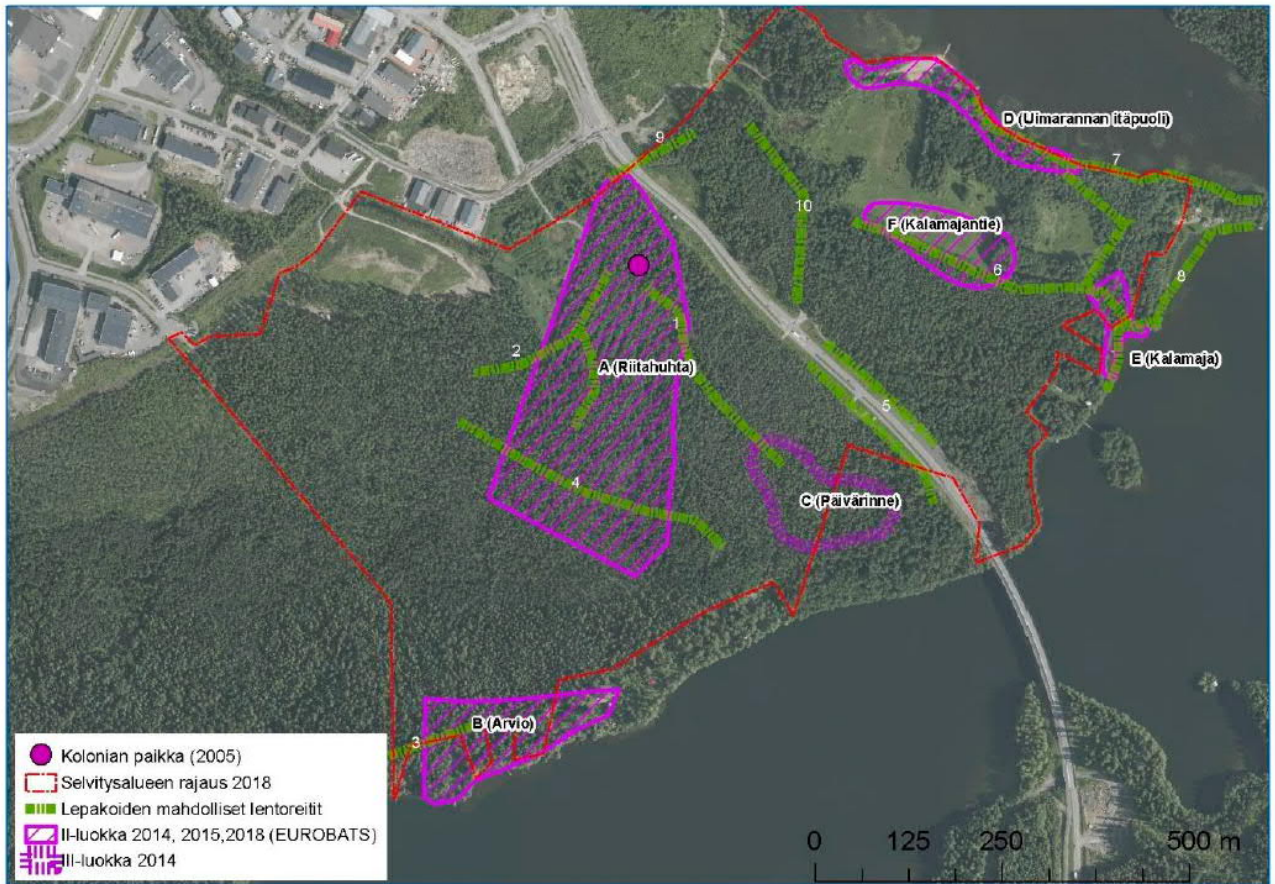 D (Uimarannan itäpuoli)
9
7
10
F (Kalamajantie)
6
8
1
2
A (Riitahuhta)
E (Kalamaja)
5
4
C (Päivärinne)
B (Arvio)
3
Kolonian paikka (2005)
Selvitysalueen rajaus 2018
Lepakoiden mahdolliset lentoreitit
II-luokka 2014, 2015,2018 (EUROBATS)
III-luokka 2014
0 125 250 500 m